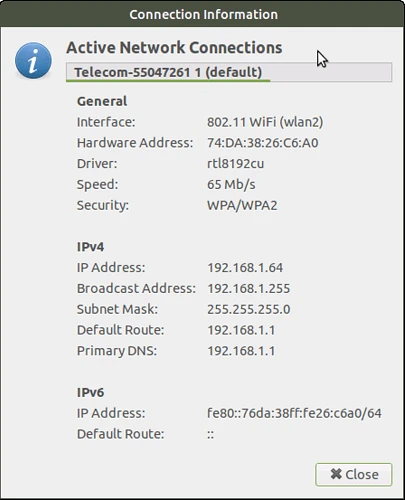 Connection Information
Active Network Connections
Telecom-55047261 1 (default)
General
Interface: 802.11 WiFi (wlan2)
Hardware Address: 74:DA:38:26:C6:A0
Driver: rtl8192cu
Speed: 65 Mb/s
Security: WPA/WPA2
IPv4
IP Address: 192.168.1.64
Broadcast Address: 192.168.1.255
Subnet Mask: 255.255.255.0
Default Route: 192.168.1.1
Primary DNS: 192.168.1.1
IPv6
IP Address: fe80::76da:38ff:fe26:c6a0/64
Default Route: ::
Close